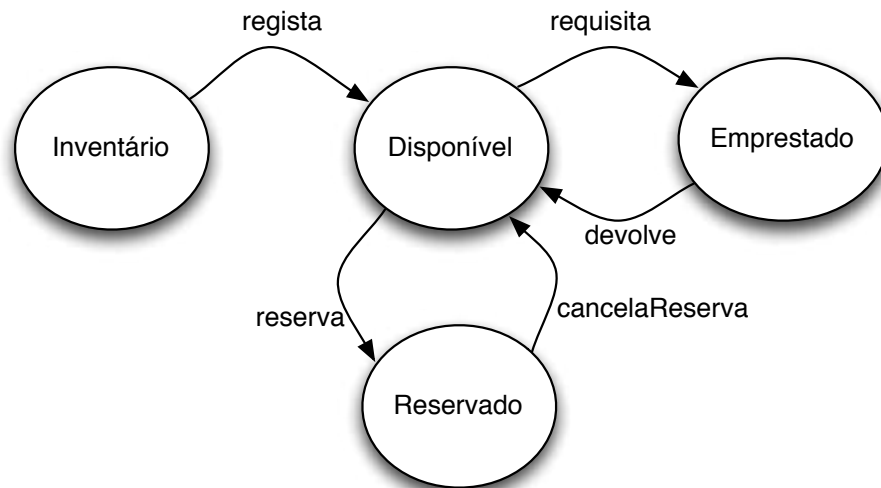 regista
requisita
Inventário
Disponível
Emprestado
devolve
reserva
cancelaReserva
Reservado